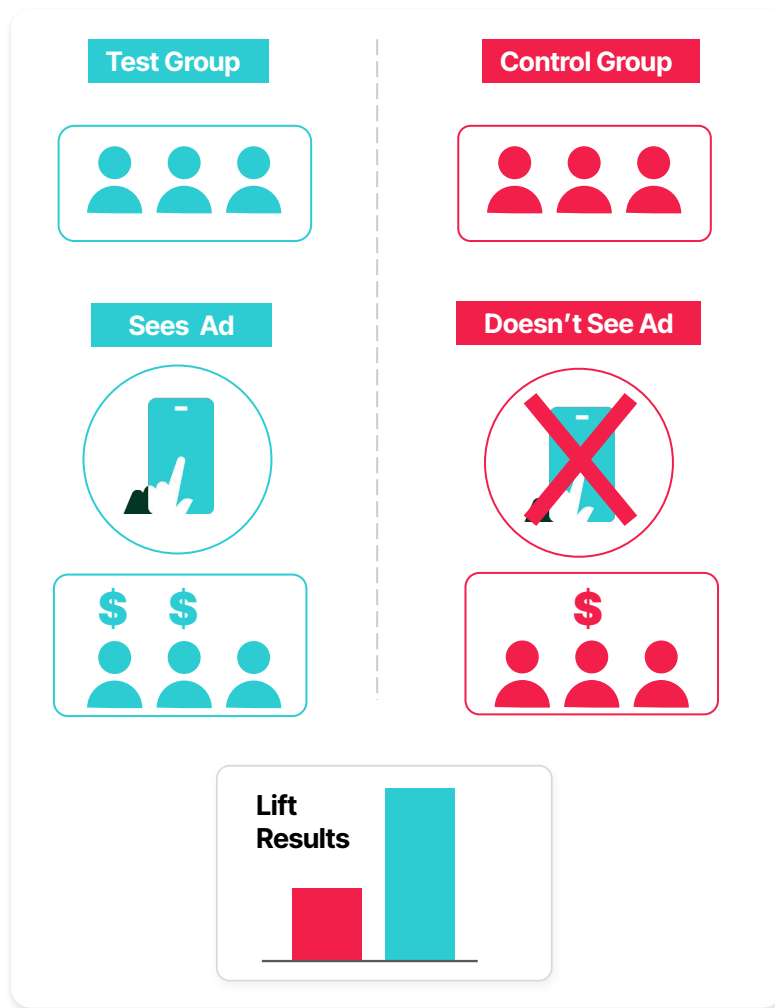 Test Group
Control Group
Sees Ad
Doesn’t See Ad
$ $
$
Lift
Results